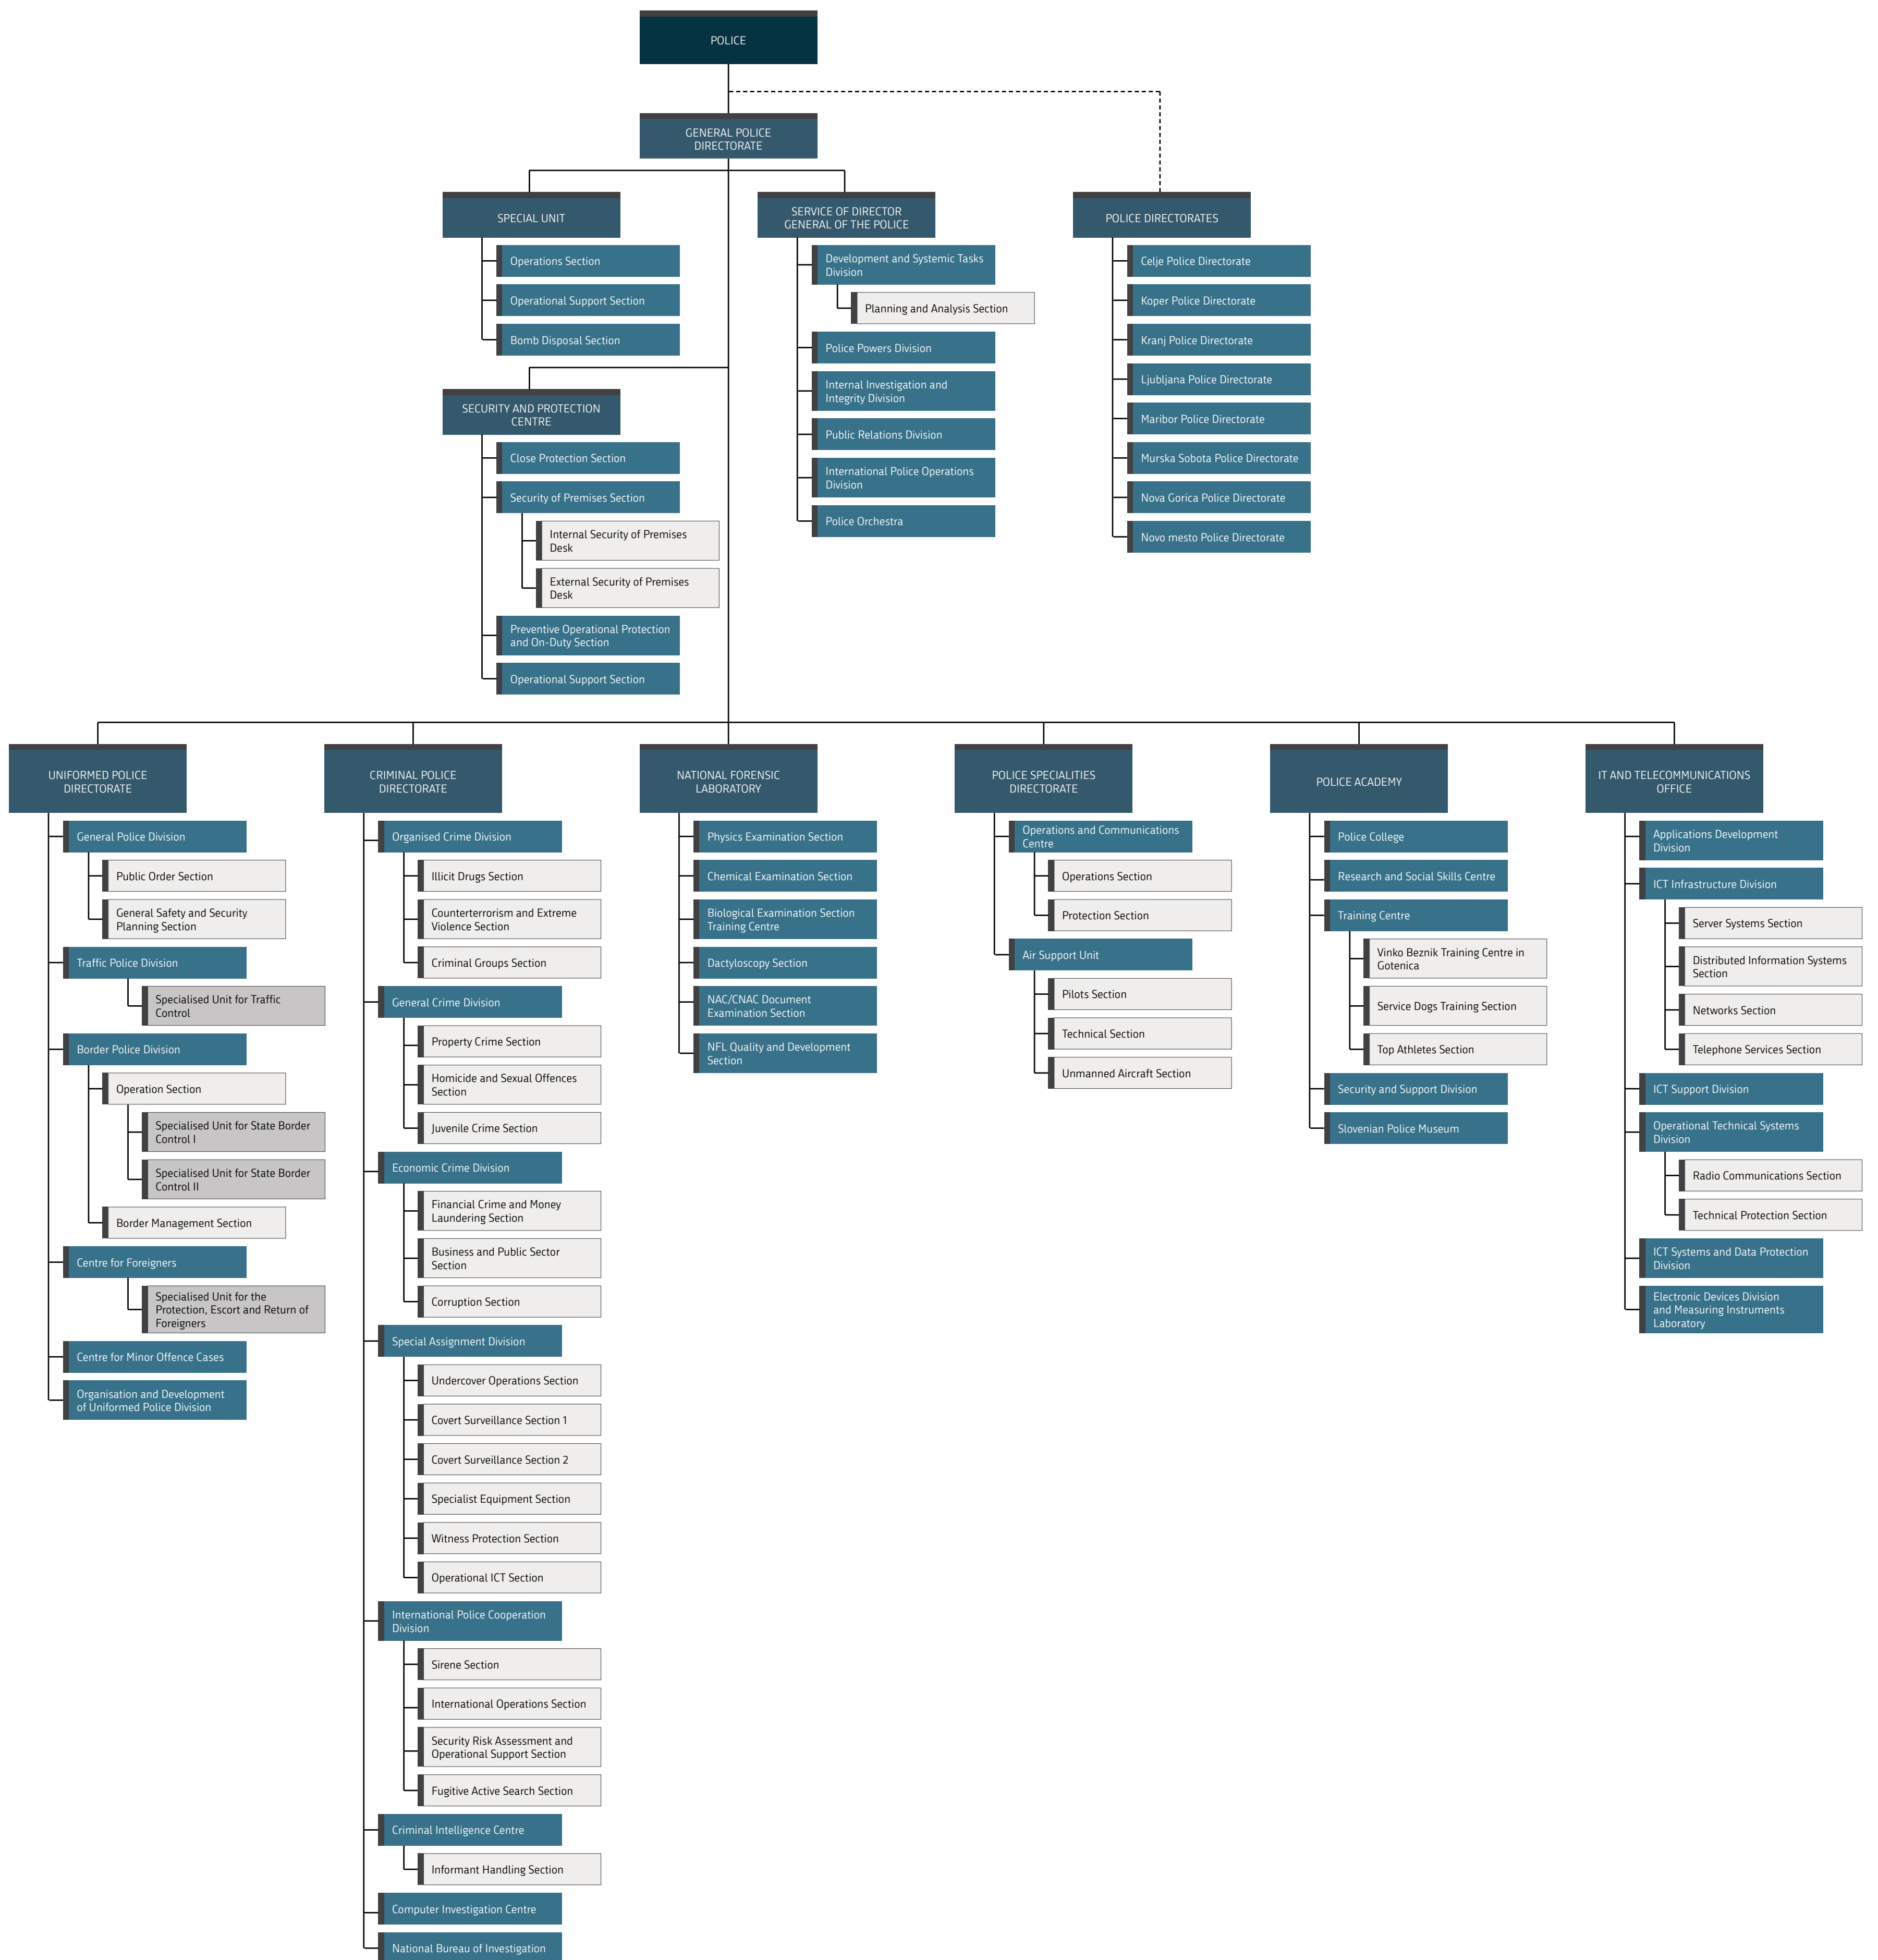 POLICE
GENERAL POLICE
DIRECTORATE
SPECIAL UNIT
Operations Section
Operational Support Section
Bomb Disposal Section
SERVICE OF DIRECTOR
GENERAL OF THE POLICE
Development and Systemic Tasks
Division
Planning and Analysis Section
Police Powers Division
Internal Investigation and
Integrity Division
Public Relations Division
International Police Operations
Division
Police Orchestra
POLICE DIRECTORATES
Celje Police Directorate
Koper Police Directorate
Kranj Police Directorate
Ljubljana Police Directorate
Maribor Police Directorate
Murska Sobota Police Directorate
Nova Gorica Police Directorate
Novo mesto Police Directorate
SECURITY AND PROTECTION
CENTRE
Close Protection Section
Security of Premises Section
Internal Security of Premises
Desk
External Security of Premises
Desk
Preventive Operational Protection
and On-Duty Section
Operational Support Section
UNIFORMED POLICE
DIRECTORATE
General Police Division
Public Order Section
General Safety and Security
Planning Section
Traffic Police Division
Specialised Unit for Traffic
Control
Border Police Division
Operation Section
Specialised Unit for State Border
Control I
Specialised Unit for State Border
Control II
Border Management Section
Centre for Foreigners
Specialised Unit for the
Protection, Escort and Return of
Foreigners
Centre for Minor Offence Cases
Organisation and Development
of Uniformed Police Division
CRIMINAL POLICE
DIRECTORATE
Organised Crime Division
Illicit Drugs Section
Counterterrorism and Extreme
Violence Section
Criminal Groups Section
General Crime Division
Property Crime Section
Homicide and Sexual Offences
Section
Juvenile Crime Section
Economic Crime Division
Financial Crime and Money
Laundering Section
Business and Public Sector
Section
Corruption Section
Special Assignment Division
Undercover Operations Section
Covert Surveillance Section 1
Covert Surveillance Section 2
Specialist Equipment Section
Witness Protection Section
Operational ICT Section
International Police Cooperation
Division
Sirene Section
International Operations Section
Security Risk Assessment and
Operational Support Section
Fugitive Active Search Section
Criminal Intelligence Centre
Informant Handling Section
Computer Investigation Centre
National Bureau of Investigation
NATIONAL FORENSIC
LABORATORY
Physics Examination Section
Chemical Examination Section
Biological Examination Section
Training Centre
Dactyloscopy Section
NAC/CNAC Document
Examination Section
NFL Quality and Development
Section
POLICE SPECIALITIES
DIRECTORATE
Operations and Communications
Centre
Operations Section
Protection Section
Air Support Unit
Pilots Section
Technical Section
Unmanned Aircraft Section
POLICE ACADEMY
Police College
Research and Social Skills Centre
Training Centre
Vinko Beznik Training Centre in
Gotenica
Service Dogs Training Section
Top Athletes Section
Security and Support Division
Slovenian Police Museum
IT AND TELECOMMUNICATIONS
OFFICE
Applications Development
Division
ICT Infrastructure Division
Server Systems Section
Distributed Information Systems
Section
Networks Section
Telephone Services Section
ICT Support Division
Operational Technical Systems
Division
Radio Communications Section
Technical Protection Section
ICT Systems and Data Protection
Division
Electronic Devices Division
and Measuring Instruments
Laboratory